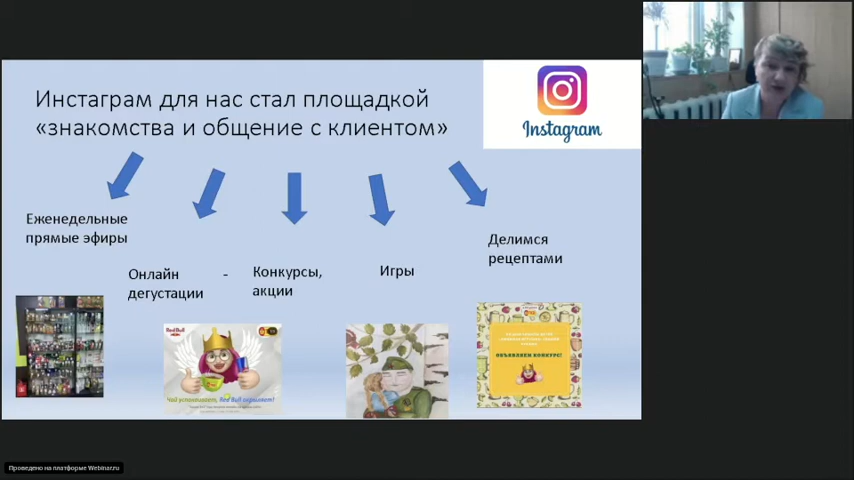 Инстаграм для нас стал площадкой
«знакомства и общение с клиентом»
Instagram
Еженедельные
прямые эфиры
Онлайн -
дегустации
Конкурсы,
акции
Игры
Делимся
рецептами
Red Bull
Чай успокаивает, Red Bull окрыляет!
ОБЪЯВЛЯЕМ КОНКУРС!
Проведено на платформе Webinar.ru